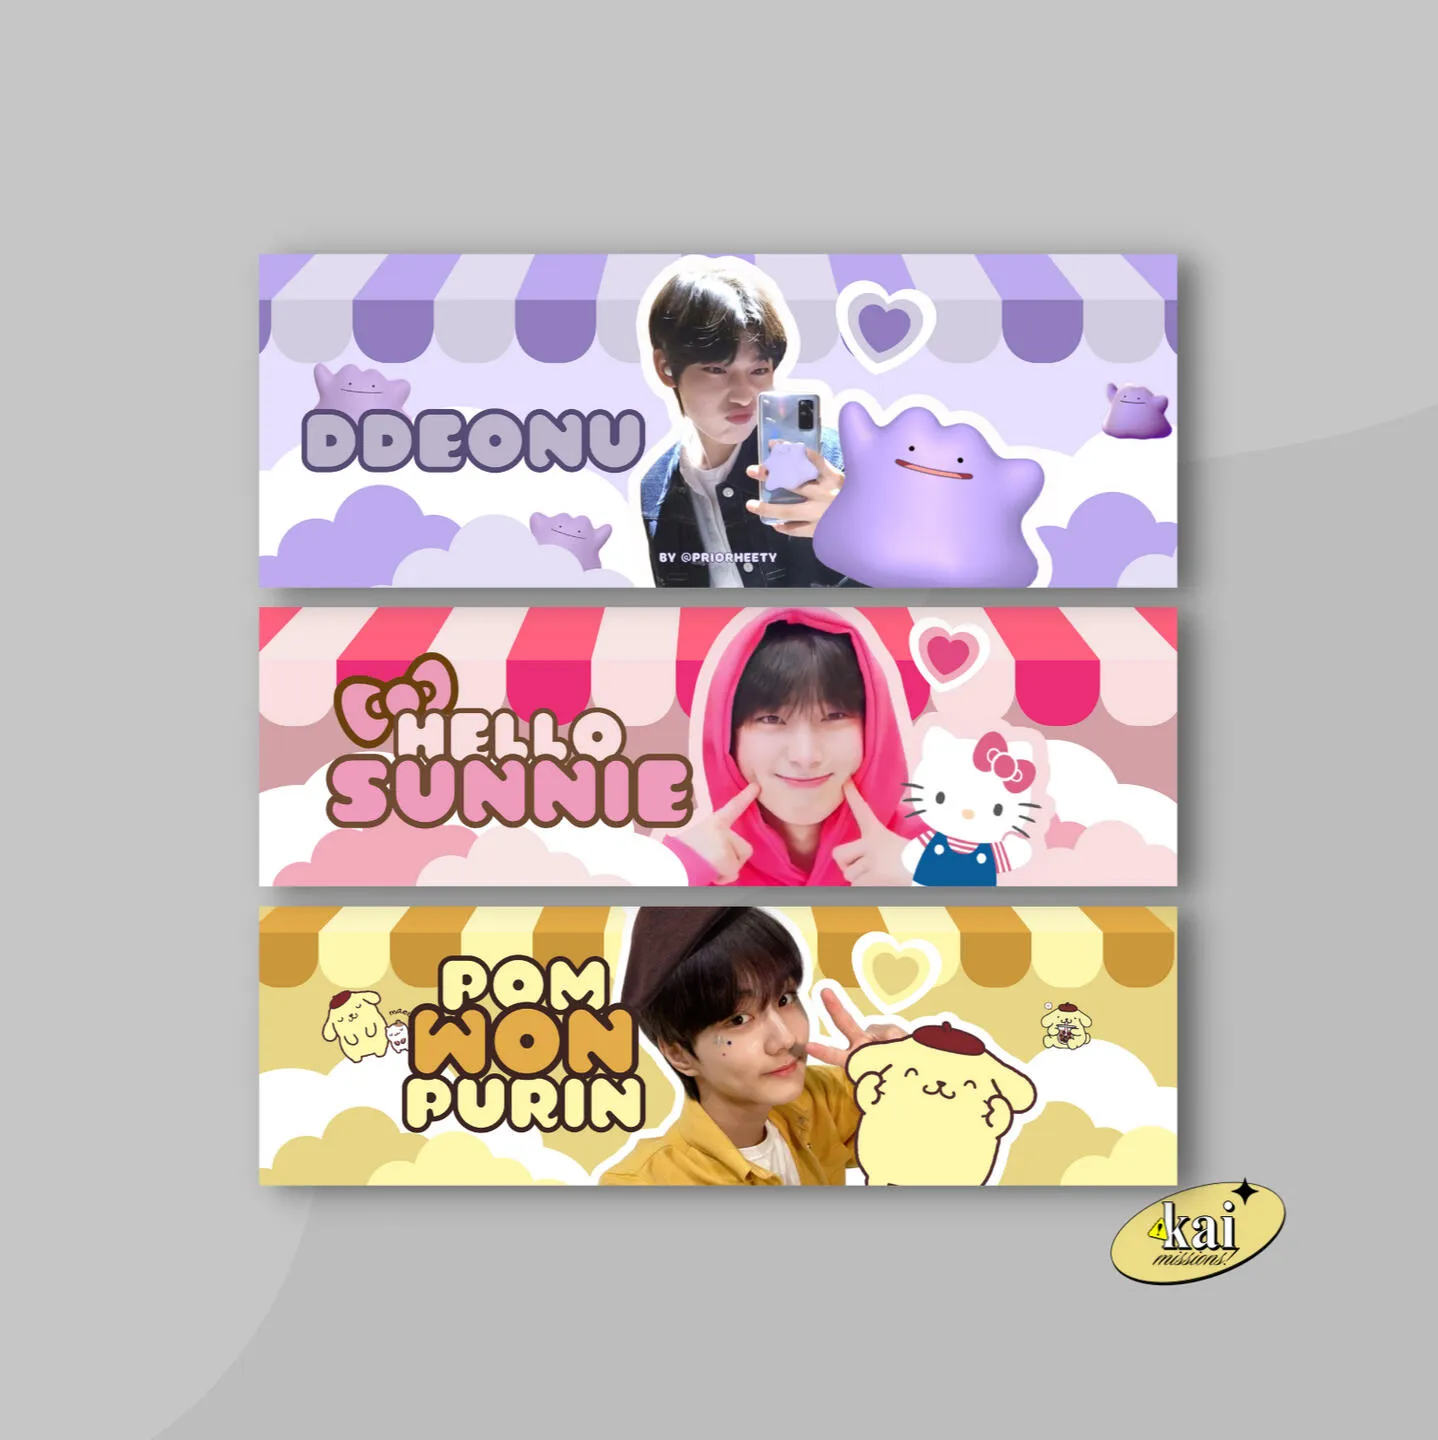 DDEONU
BY @PRIORHEETY
HELLO
SUNNIE
POM
WON
PURIN
kai
missions!